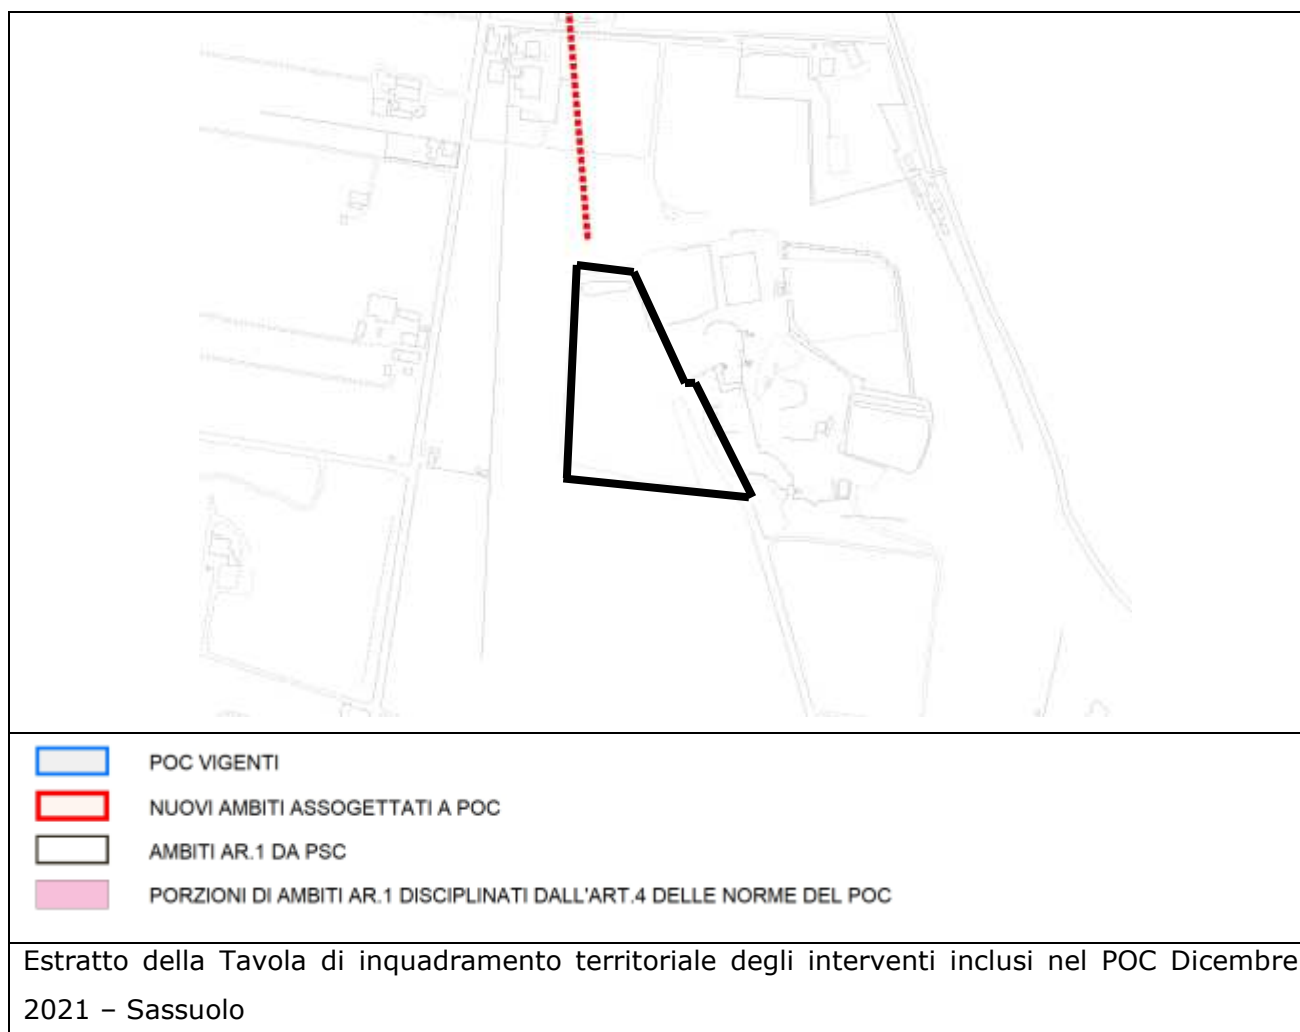 POC VIGENTI
NUOVI AMBITI ASSOGETTATI A POC
AMBITI AR.1 DA PSC
PORZIONI DI AMBITI AR.1 DISCIPLINATI DALL'ART.4 DELLE NORME DEL POC
Estratto della Tavola di inquadramento territoriale degli interventi inclusi nel POC Dicembre
2021 – Sassuolo